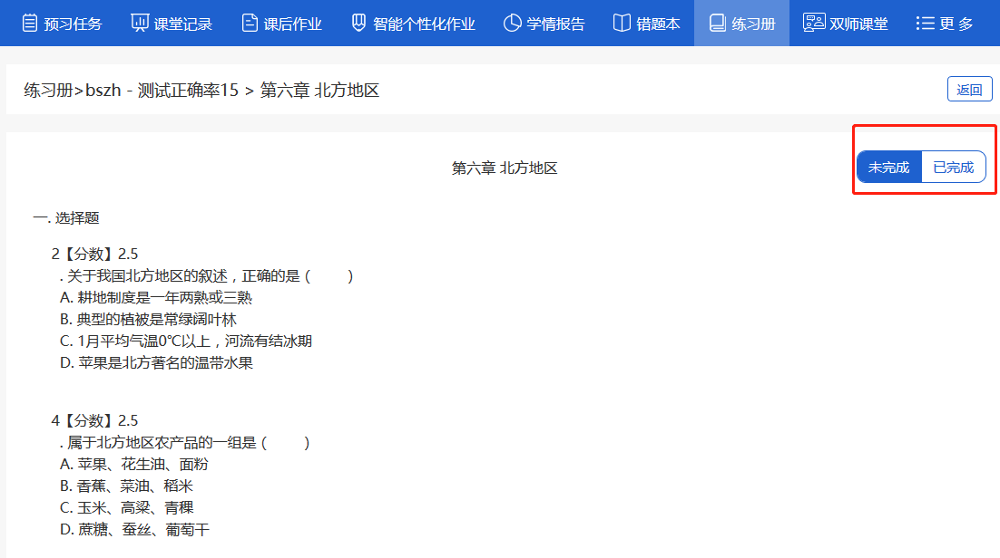 预习任务 课堂记录 课后作业 智能个性化作业 学情报告 错题本 练习册 双师课堂 更 多
练习册>bszh - 测试正确率15 > 第六章 北方地区 返回
第六章 北方地区 未完成 已完成
一. 选择题
2【分数】2.5
. 关于我国北方地区的叙述，正确的是（　　）
A. 耕地制度是一年两熟或三熟
B. 典型的植被是常绿阔叶林
C. 1月平均气温0℃以上，河流有结冰期
D. 苹果是北方著名的温带水果
4【分数】2.5
. 属于北方地区农产品的一组是（　　）
A. 苹果、花生油、面粉
B. 香蕉、菜油、稻米
C. 玉米、高粱、青稞
D. 蔗糖、蚕丝、葡萄干